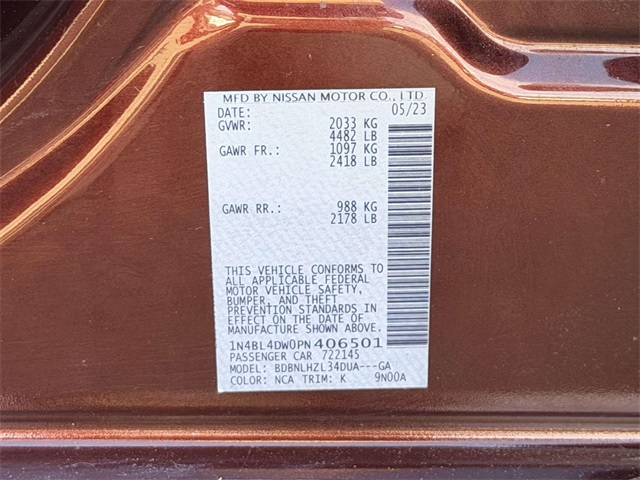 MFD BY NISSAN MOTOR CO., LTD.
DATE: 05/23
GVWR: 2033 KG
4482 LB
GAWR FR.: 1097 KG
2418 LB
GAWR RR.: 988 KG
2178 LB
THIS VEHICLE CONFORMS TO
ALL APPLICABLE FEDERAL
MOTOR VEHICLE SAFETY,
BUMPER, AND THEFT
PREVENTION STANDARDS IN
EFFECT ON THE DATE OF
MANUFACTURE SHOWN ABOVE.
1N4BL4DW0PN406501
PASSENGER CAR 722145
MODEL: BDBNLHZL34DUA---GA
COLOR: NCA TRIM: K 9N00A